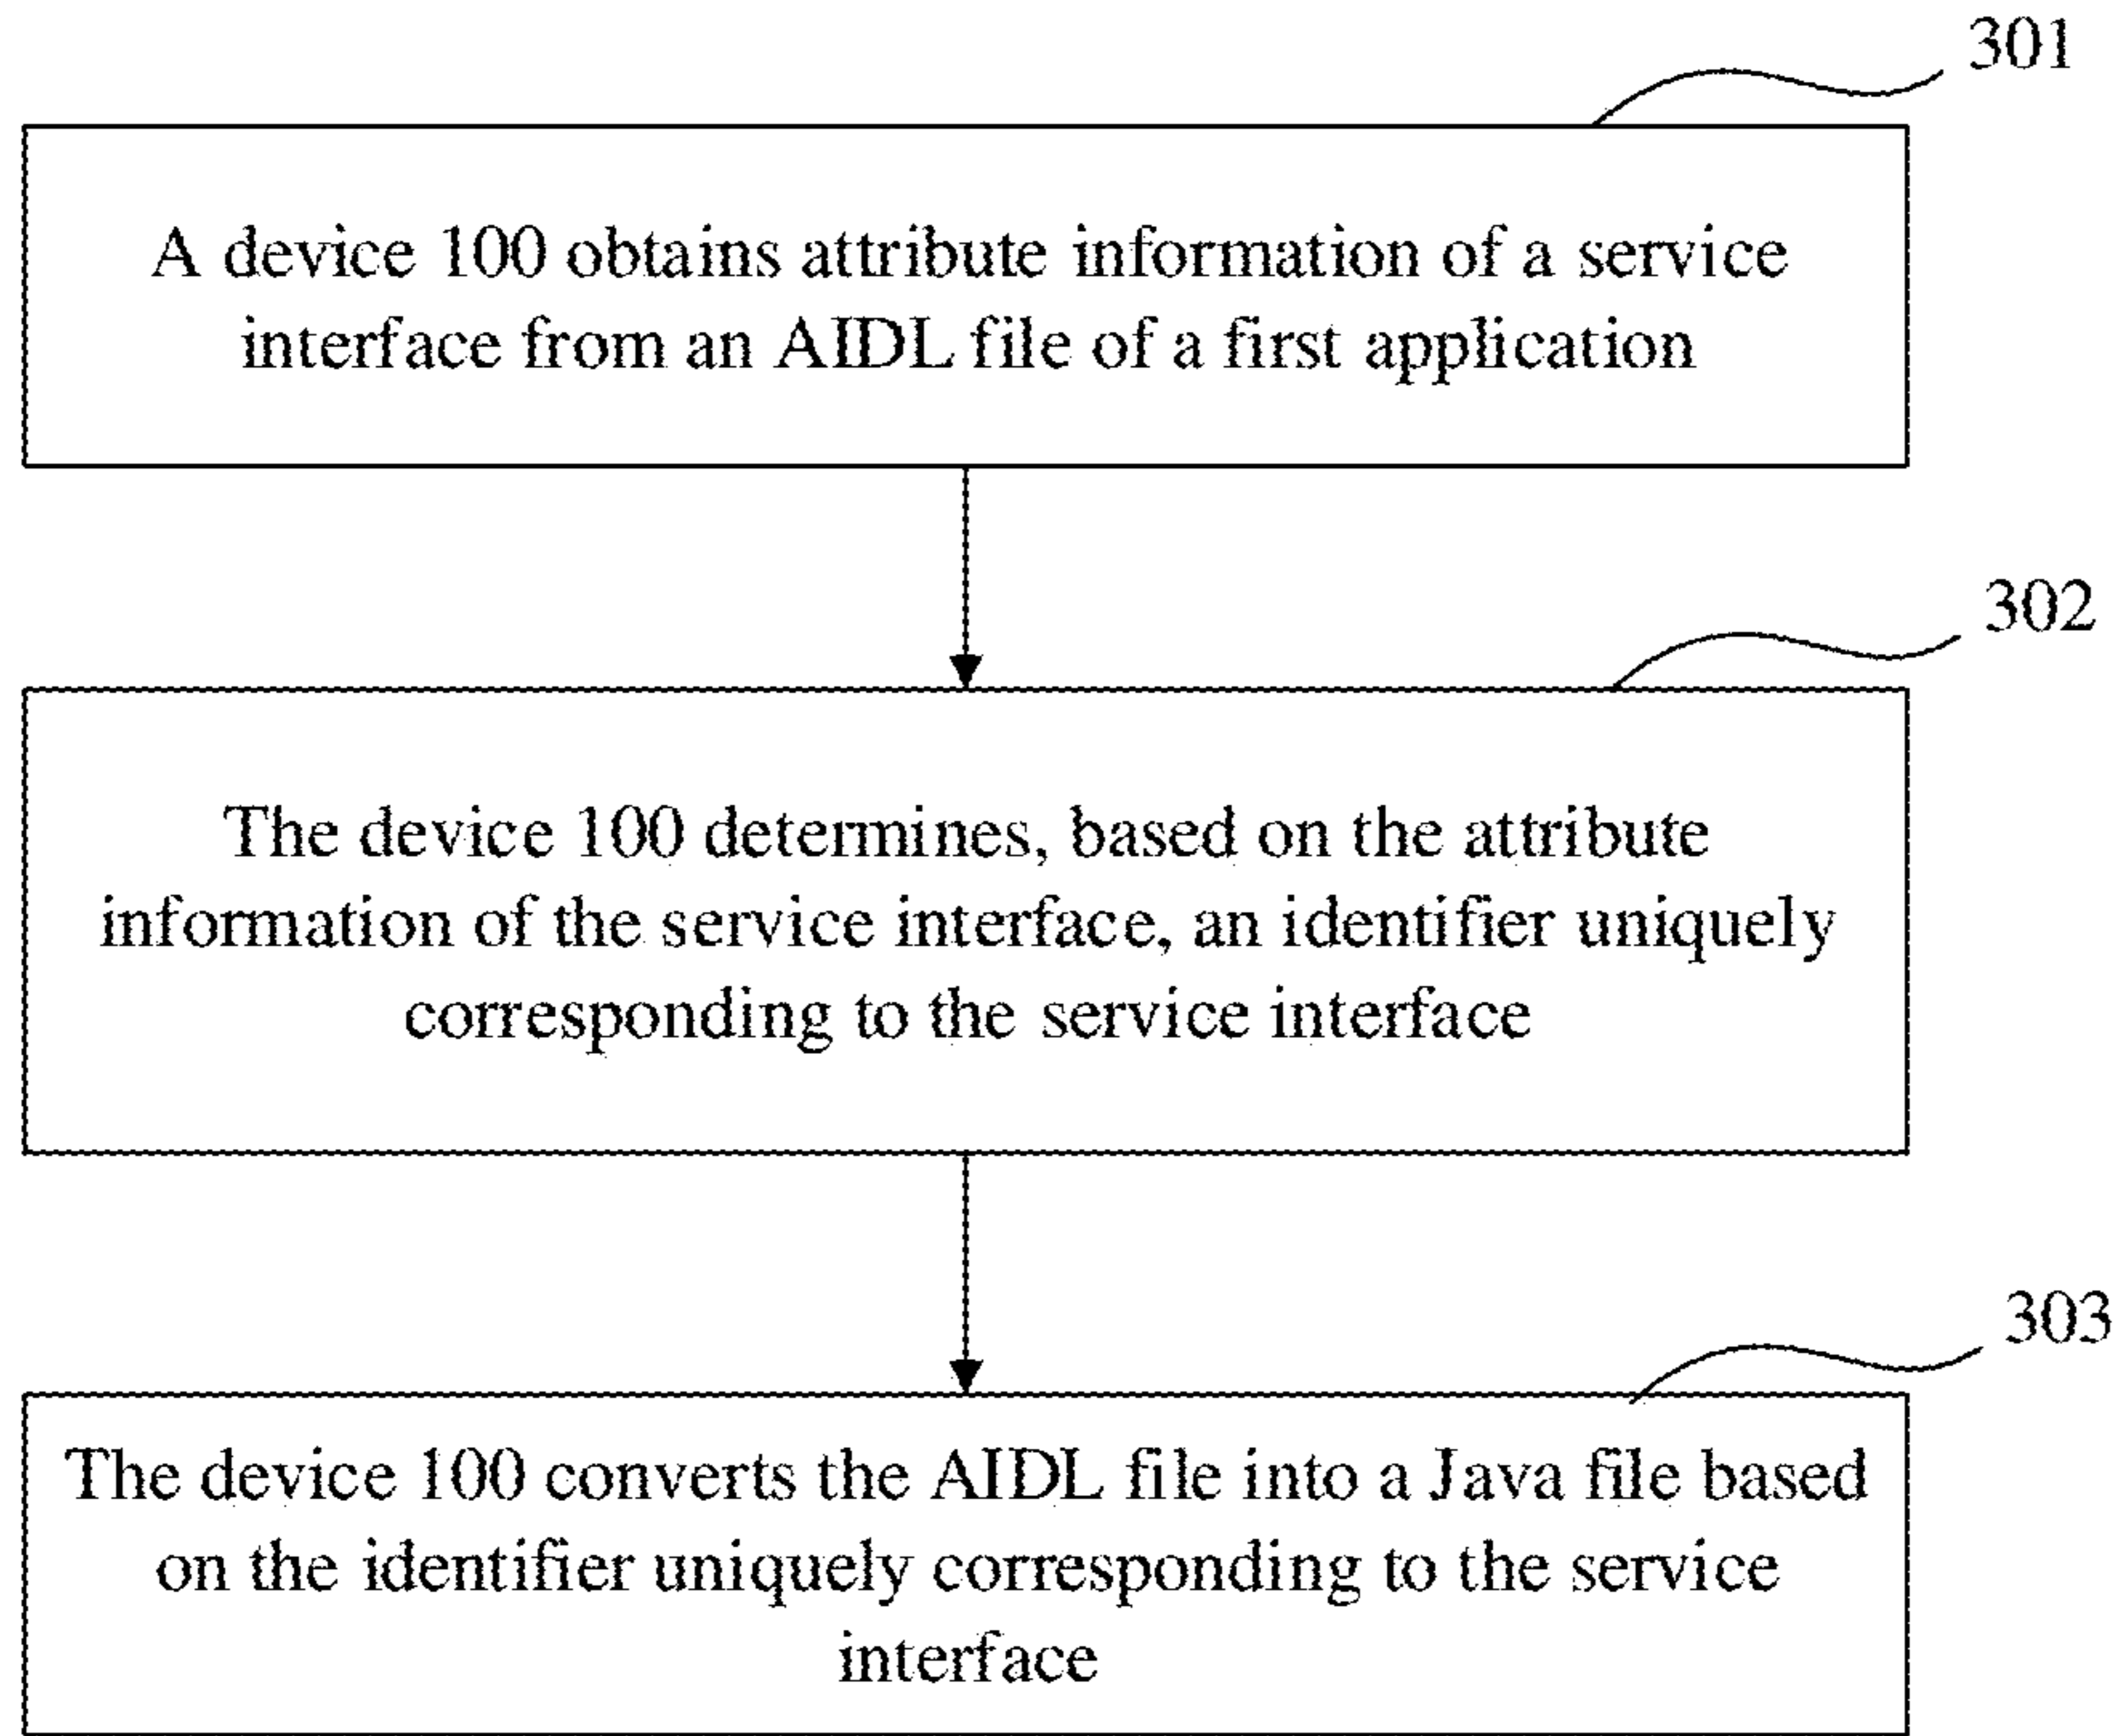 301
A device 100 obtains attribute information of a service
interface from an AIDL file of a first application
302
The device 100 determines, based on the attribute
information of the service interface, an identifier uniquely
corresponding to the service interface
303
The device 100 converts the AIDL file into a Java file based
on the identifier uniquely corresponding to the service
interface